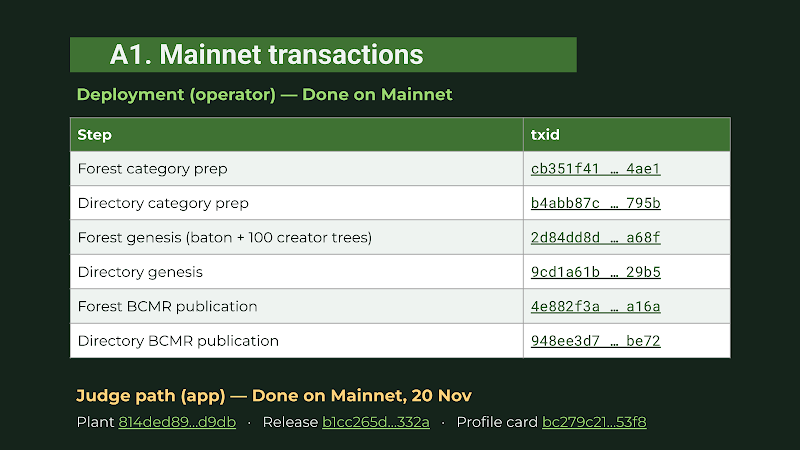 A1. Mainnet transactions
Deployment (operator) — Done on Mainnet
Step txid
Forest category prep cb351f41 … 4ae1
Directory category prep b4abb87c … 795b
Forest genesis (baton + 100 creator trees) 2d84dd8d … a68f
Directory genesis 9cd1a61b … 29b5
Forest BCMR publication 4e882f3a … a16a
Directory BCMR publication 948ee3d7 … be72
Judge path (app) — Done on Mainnet, 20 Nov
Plant 814ded89…d9db · Release b1cc265d…332a · Profile card bc279c21…53f8